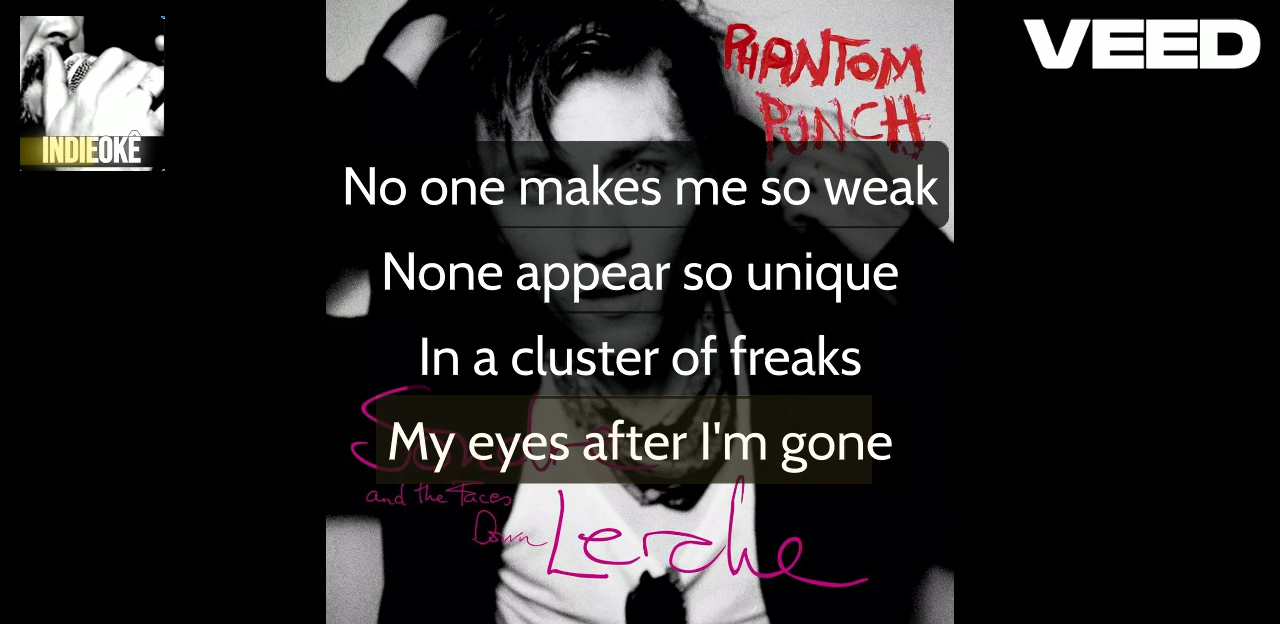 PHANTOM
PUNCH
VEED
INDIEOKÊ
No one makes me so weak
None appear so unique
In a cluster of freaks
My eyes after I'm gone
Sondre
and the Faces
Down
Lerche